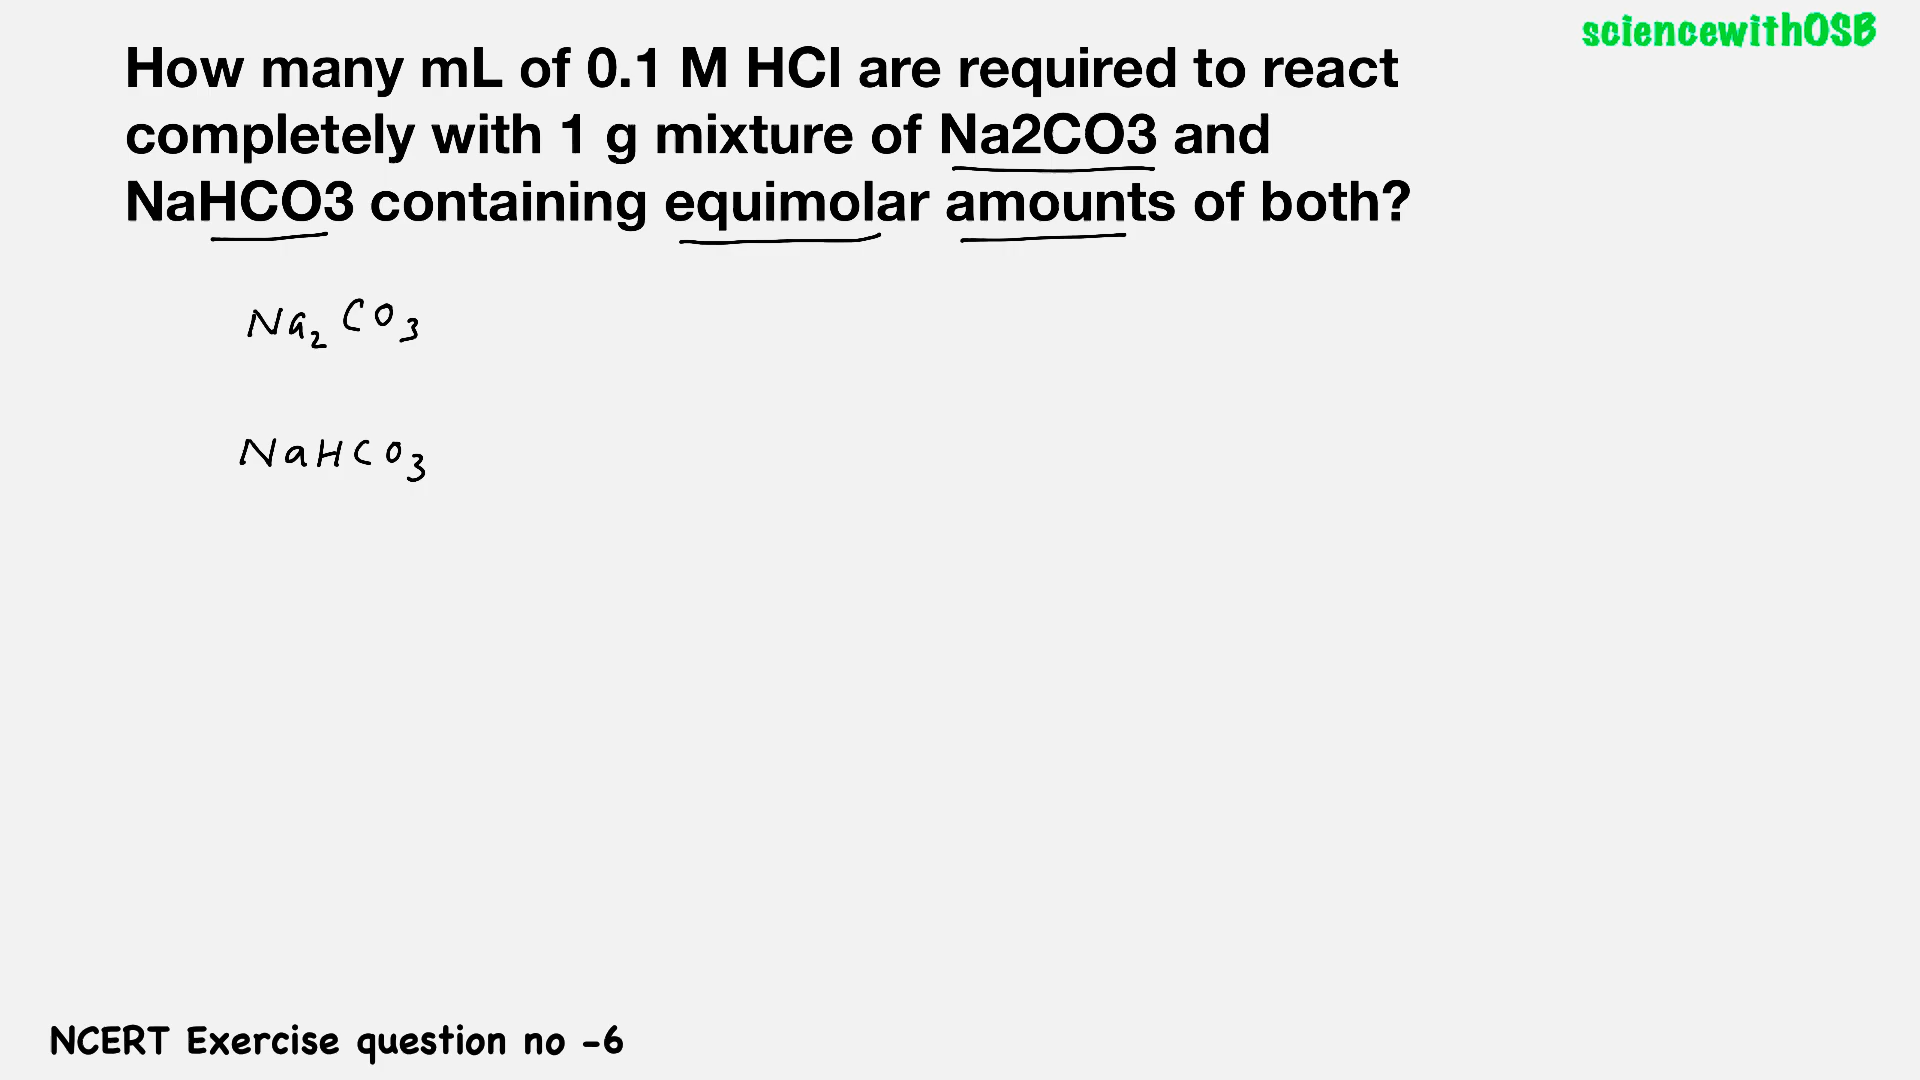 sciencewithOSB
How many mL of 0.1 M HCl are required to react
completely with 1 g mixture of Na2CO3 and
NaHCO3 containing equimolar amounts of both?
Na₂CO₃
NaHCO₃
NCERT Exercise question no -6